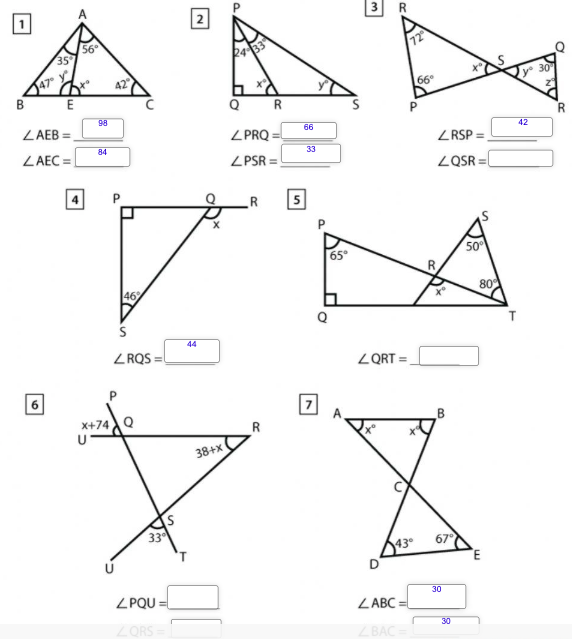 1
A
35°
56°
47°
y°
x°
42°
B
E
C
∠AEB = 98
∠AEC = 84
2
P
24°
33°
x°
y°
Q
R
S
∠PRQ = 66
∠PSR = 33
3
R
72°
S
Q
x°
y°
30°
66°
z°
P
R
∠RSP = 42
∠QSR =
4
P
Q
R
x
46°
S
∠RQS = 44
5
P
S
65°
50°
R
x°
80°
Q
T
∠QRT =
6
P
x+74
Q
U
R
38+x
S
33°
U
T
∠PQU =
∠QRS =
7
A
B
x°
x°
C
43°
67°
D
E
∠ABC = 30
∠BAC = 30